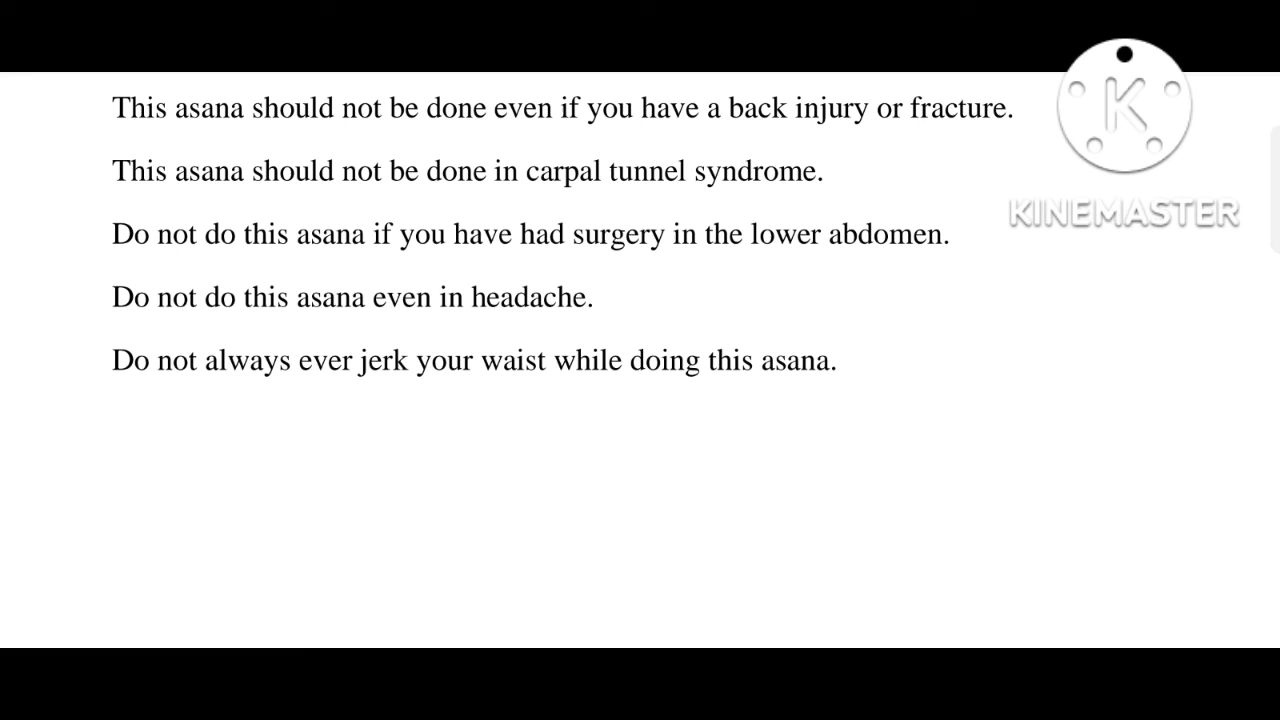 This asana should not be done even if you have a back injury or fracture.
This asana should not be done in carpal tunnel syndrome.
KINEMASTER
Do not do this asana if you have had surgery in the lower abdomen.
Do not do this asana even in headache.
Do not always ever jerk your waist while doing this asana.